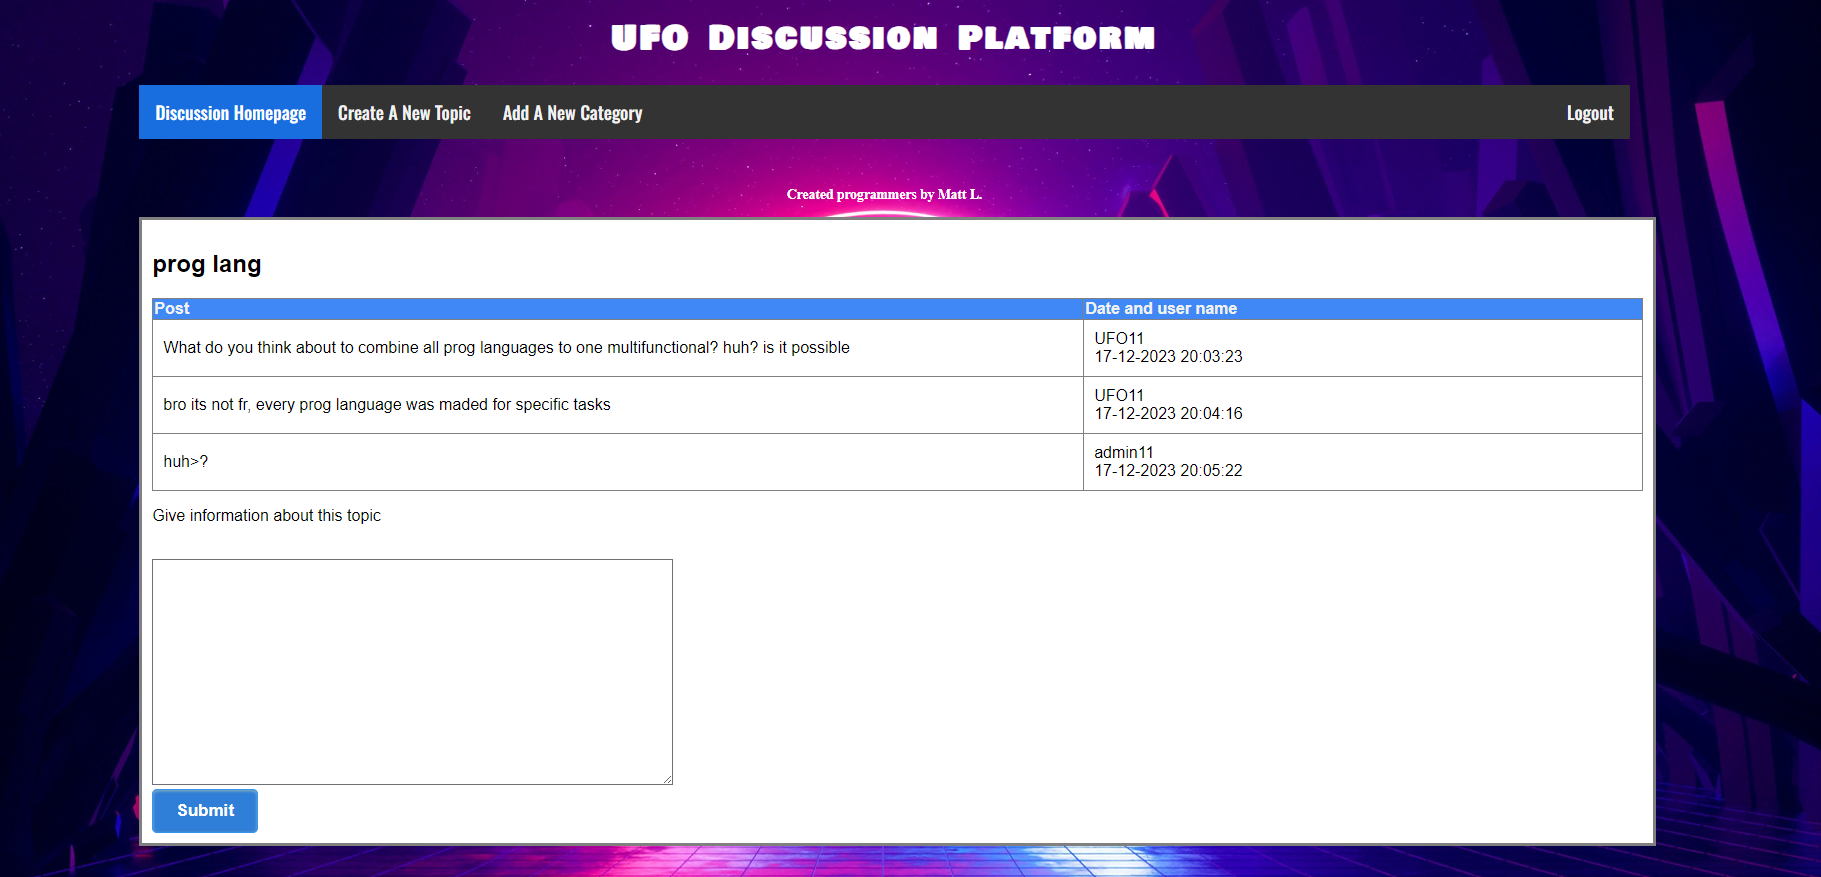 UFO Discussion Platform
Discussion Homepage Create A New Topic Add A New Category Logout
Created programmers by Matt L.
prog lang
Post Date and user name
What do you think about to combine all prog languages to one multifunctional? huh? is it possible
UFO11
17-12-2023 20:03:23
bro its not fr, every prog language was maded for specific tasks
UFO11
17-12-2023 20:04:16
huh>?
admin11
17-12-2023 20:05:22
Give information about this topic
Submit